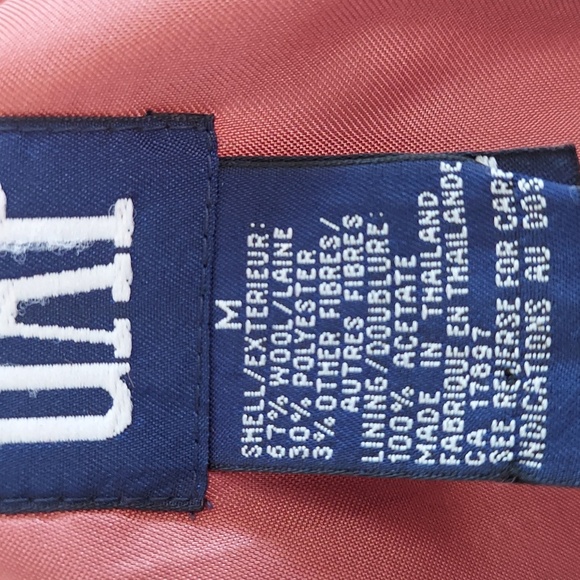 GAP
M
SHELL/EXTERIEUR:
67% WOOL/LAINE
30% POLYESTER
3% OTHER FIBRES/
AUTRES FIBRES
LINING/DOUBLURE:
100% ACETATE
MADE IN THAILAND
FABRIQUE EN THAILANDE
CA 17897
SEE REVERSE FOR CARE
INDICATIONS AU DOS